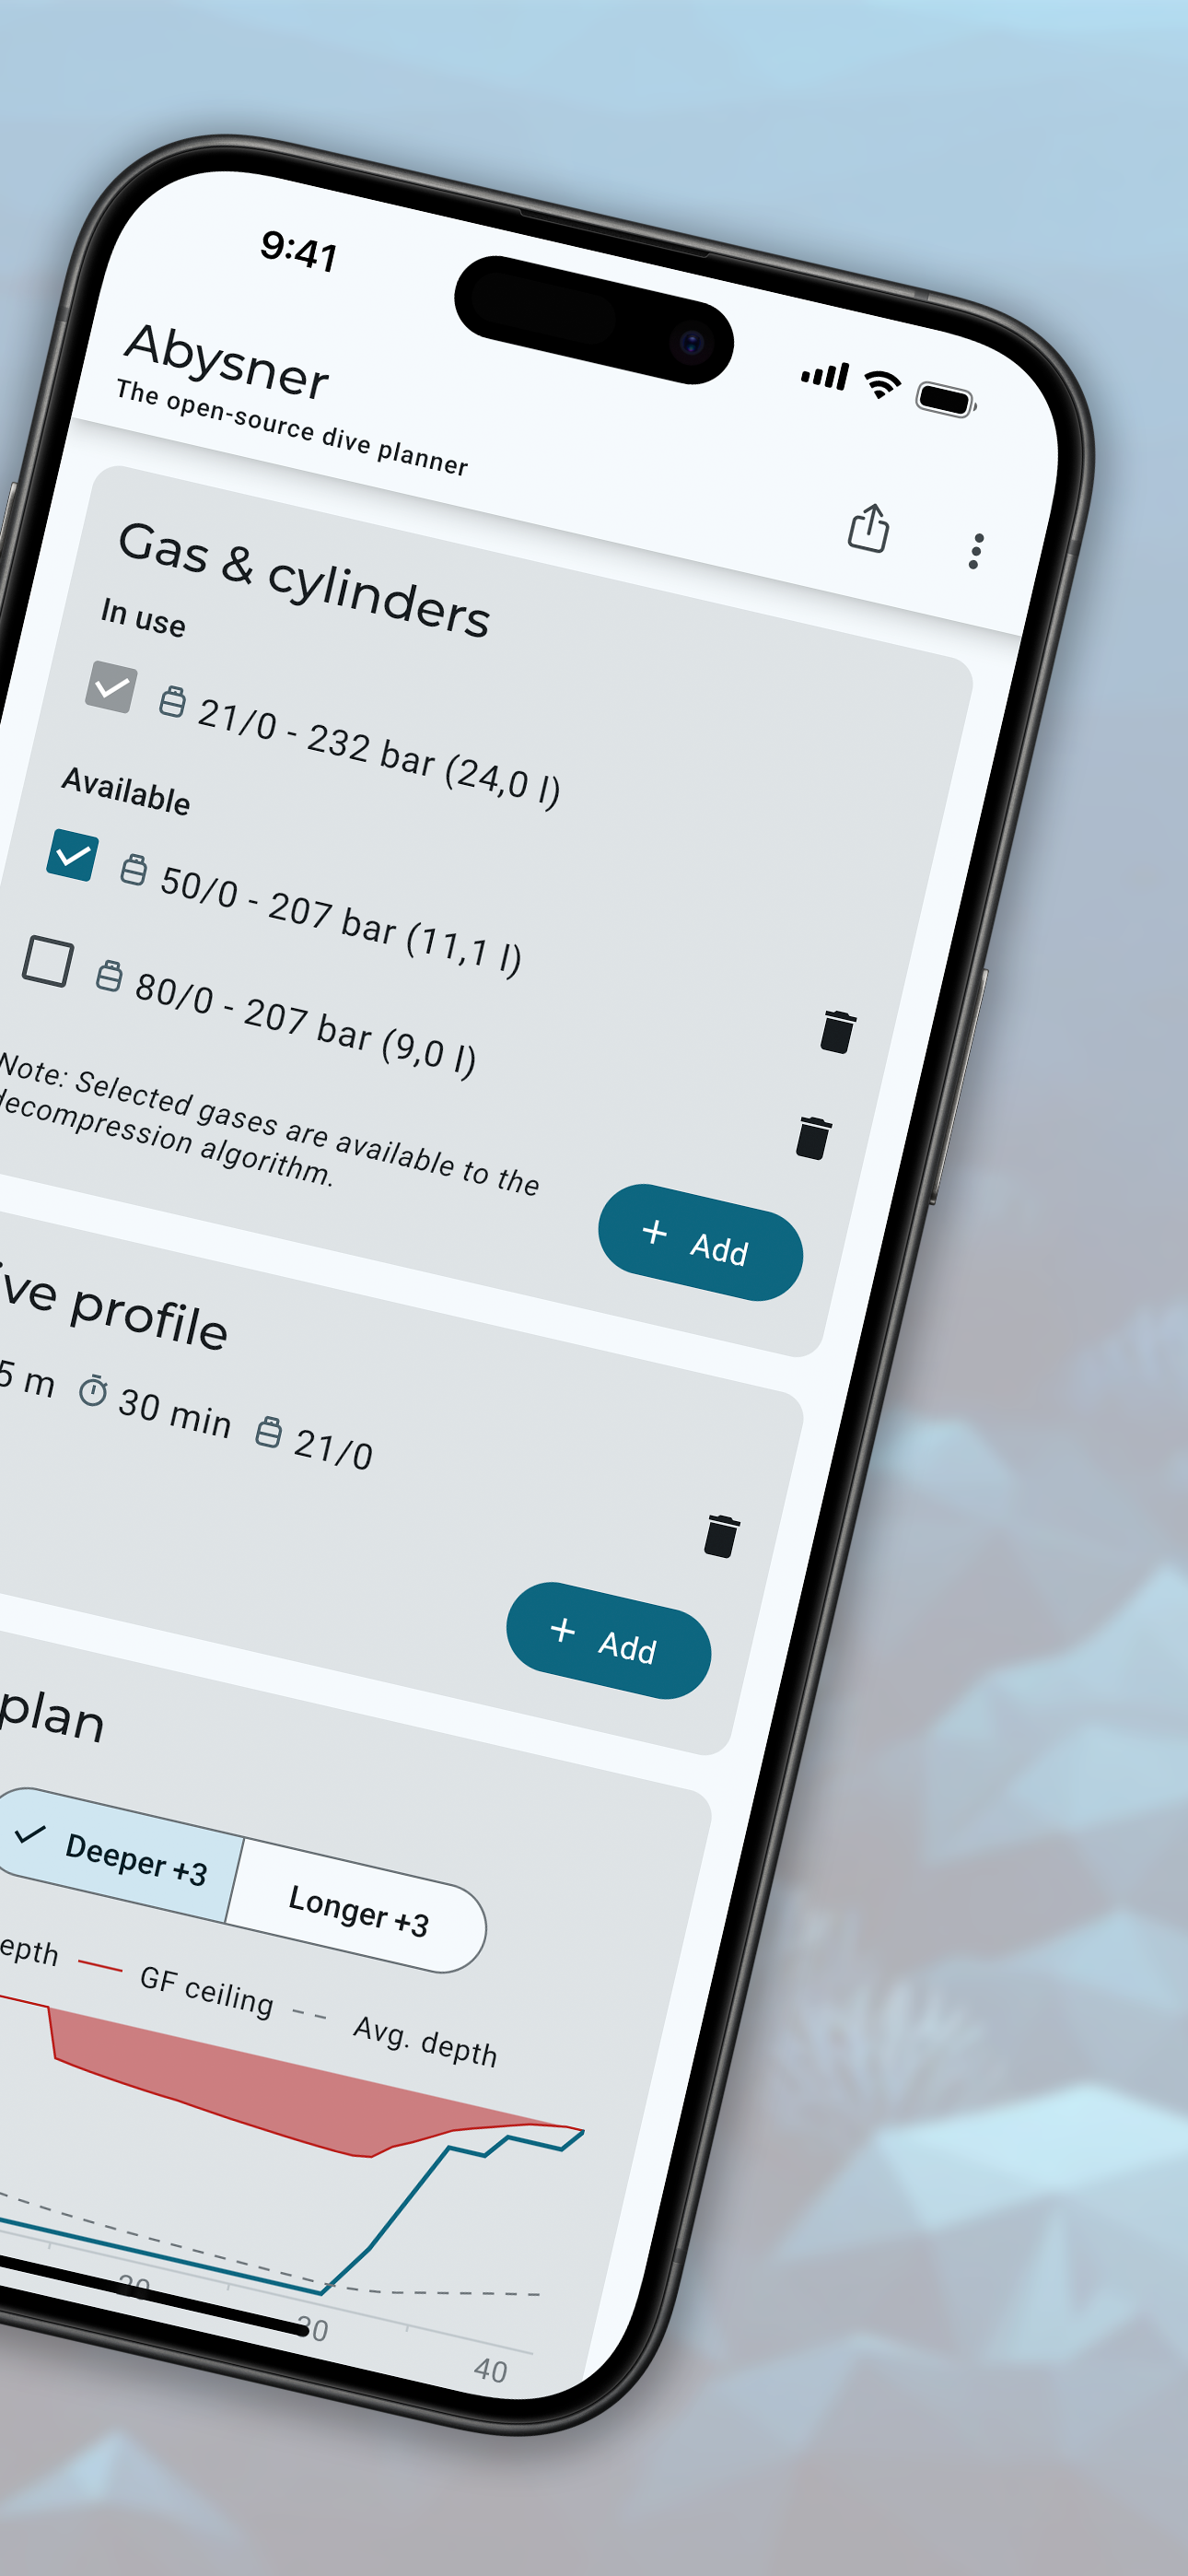 9:41
Abysner
The open-source dive planner
Gas & cylinders
In use
21/0 - 232 bar (24,0 l)
Available
50/0 - 207 bar (11,1 l)
80/0 - 207 bar (9,0 l)
Note: Selected gases are available to the
decompression algorithm.
+ Add
ive profile
5 m 30 min 21/0
+ Add
plan
Deeper +3
Longer +3
epth GF ceiling Avg. depth
20
30
40